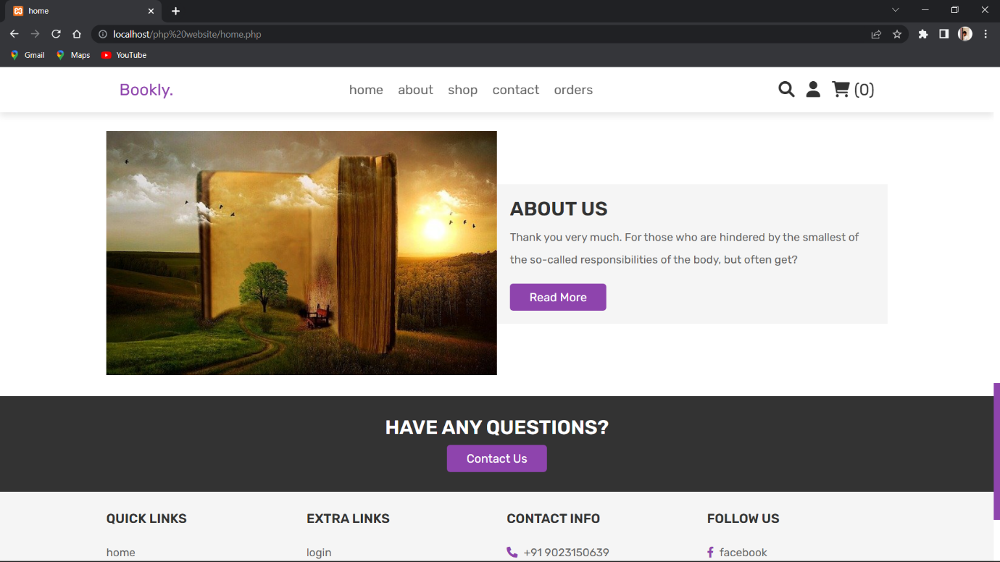 home
localhost/php%20website/home.php
Gmail Maps YouTube
Bookly. home about shop contact orders (0)
ABOUT US
Thank you very much. For those who are hindered by the smallest of
the so-called responsibilities of the body, but often get?
Read More
HAVE ANY QUESTIONS?
Contact Us
QUICK LINKS EXTRA LINKS CONTACT INFO FOLLOW US
home login +91 9023150639 facebook